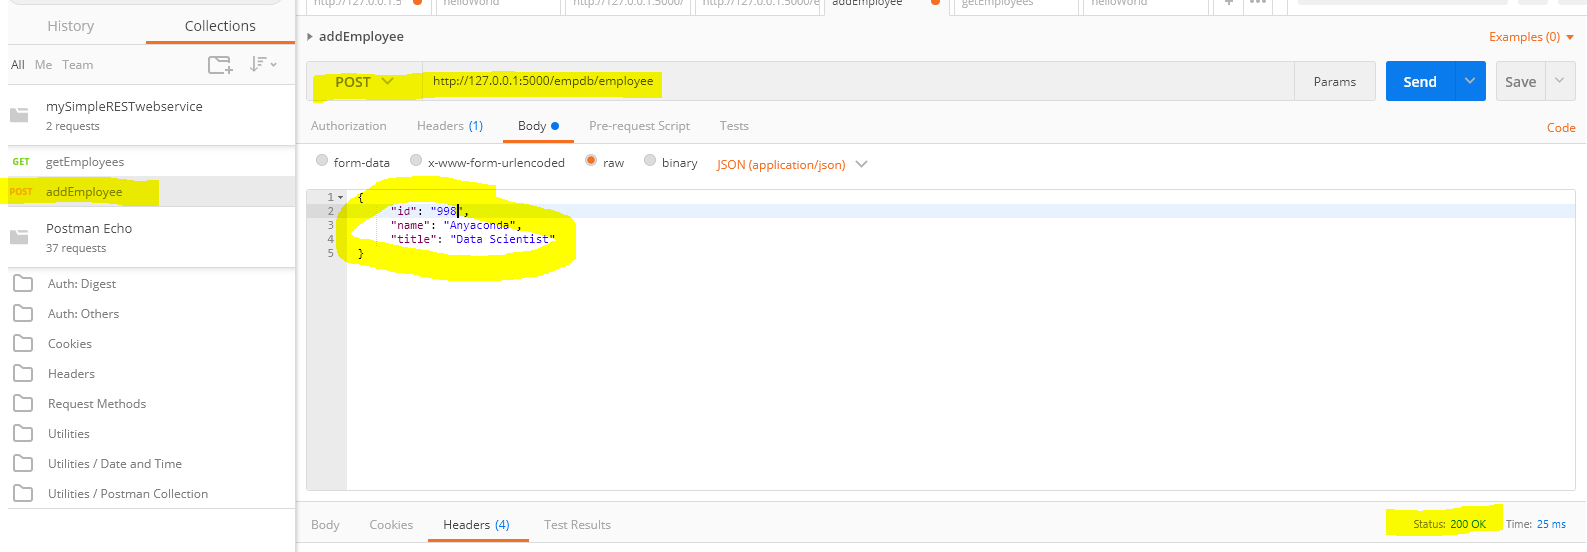 http://127.0.0.1:5
helloWorld
http://127.0.0.1:5000/
http://127.0.0.1:5000/e
addEmployee
getEmployees
helloWorld
History
Collections
All Me Team
mySimpleRESTwebservice
2 requests
GET getEmployees
POST addEmployee
Postman Echo
37 requests
Auth: Digest
Auth: Others
Cookies
Headers
Request Methods
Utilities
Utilities / Date and Time
Utilities / Postman Collection
addEmployee
Examples (0)
POST http://127.0.0.1:5000/empdb/employee Params Send Save
Authorization Headers (1) Body Pre-request Script Tests Code
form-data x-www-form-urlencoded raw binary JSON (application/json)
1 {
2 "id": "998",
3 "name": "Anyaconda",
4 "title": "Data Scientist"
5 }
Body Cookies Headers (4) Test Results Status: 200 OK Time: 25 ms